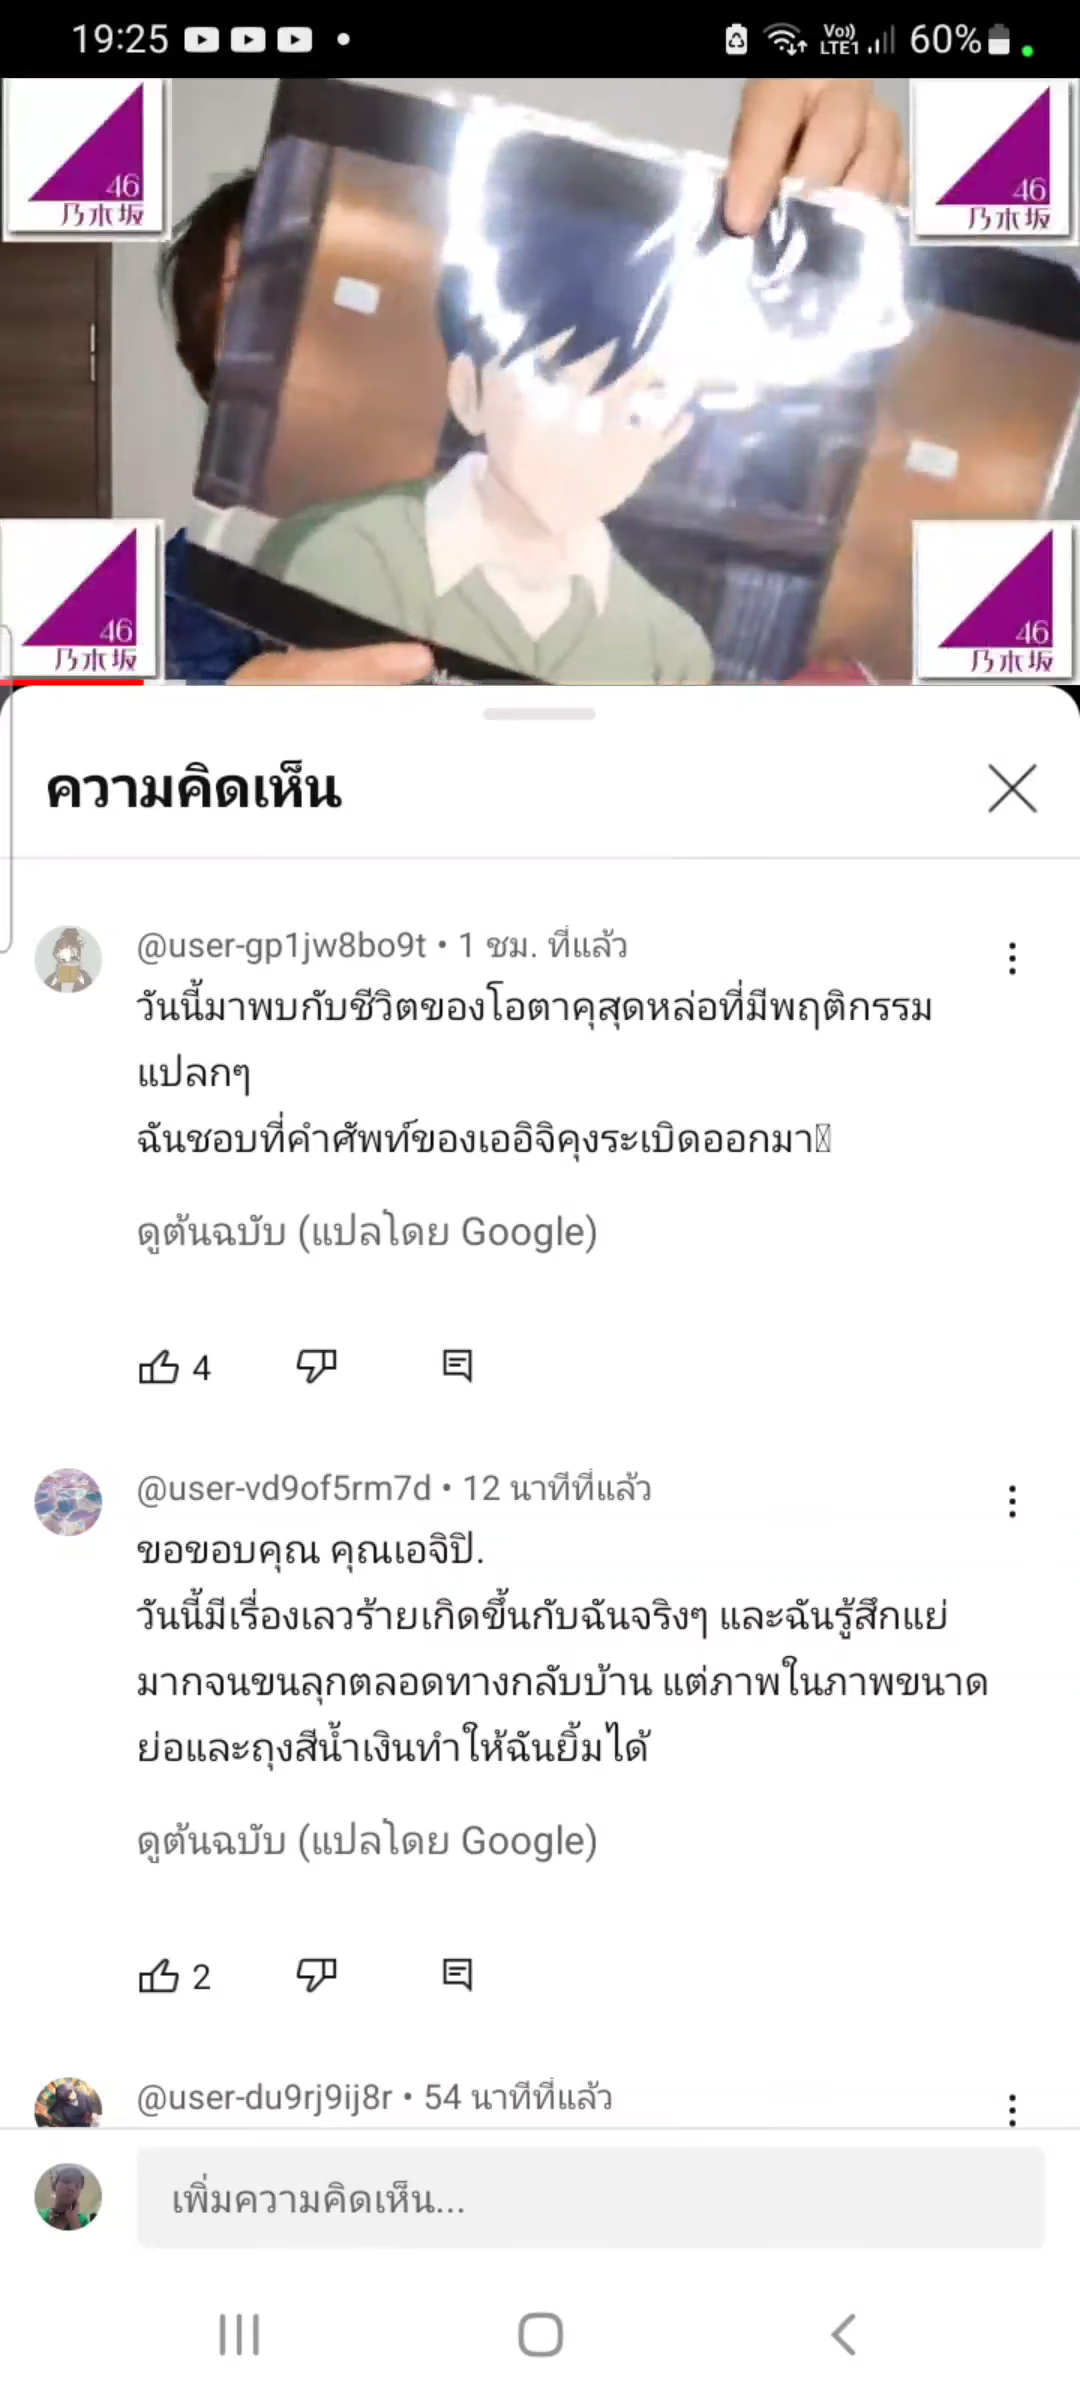 19:25
Vo))
LTE1
60%
46
乃木坂
46
乃木坂
46
乃木坂
46
乃木坂
ความคิดเห็น
@user-gp1jw8bo9t • 1 ชม. ที่แล้ว
วันนี้มาพบกับชีวิตของโอตาคุสุดหล่อที่มีพฤติกรรม
แปลกๆ
ฉันชอบที่คำศัพท์ของเออิจิคุงระเบิดออกมา
ดูต้นฉบับ (แปลโดย Google)
4
@user-vd9of5rm7d • 12 นาทีที่แล้ว
ขอขอบคุณ คุณเอจิปิ.
วันนี้มีเรื่องเลวร้ายเกิดขึ้นกับฉันจริงๆ และฉันรู้สึกแย่
มากจนขนลุกตลอดทางกลับบ้าน แต่ภาพในภาพขนาด
ย่อและถุงสีน้ำเงินทำให้ฉันยิ้มได้
ดูต้นฉบับ (แปลโดย Google)
2
@user-du9rj9ij8r • 54 นาทีที่แล้ว
เพิ่มความคิดเห็น...